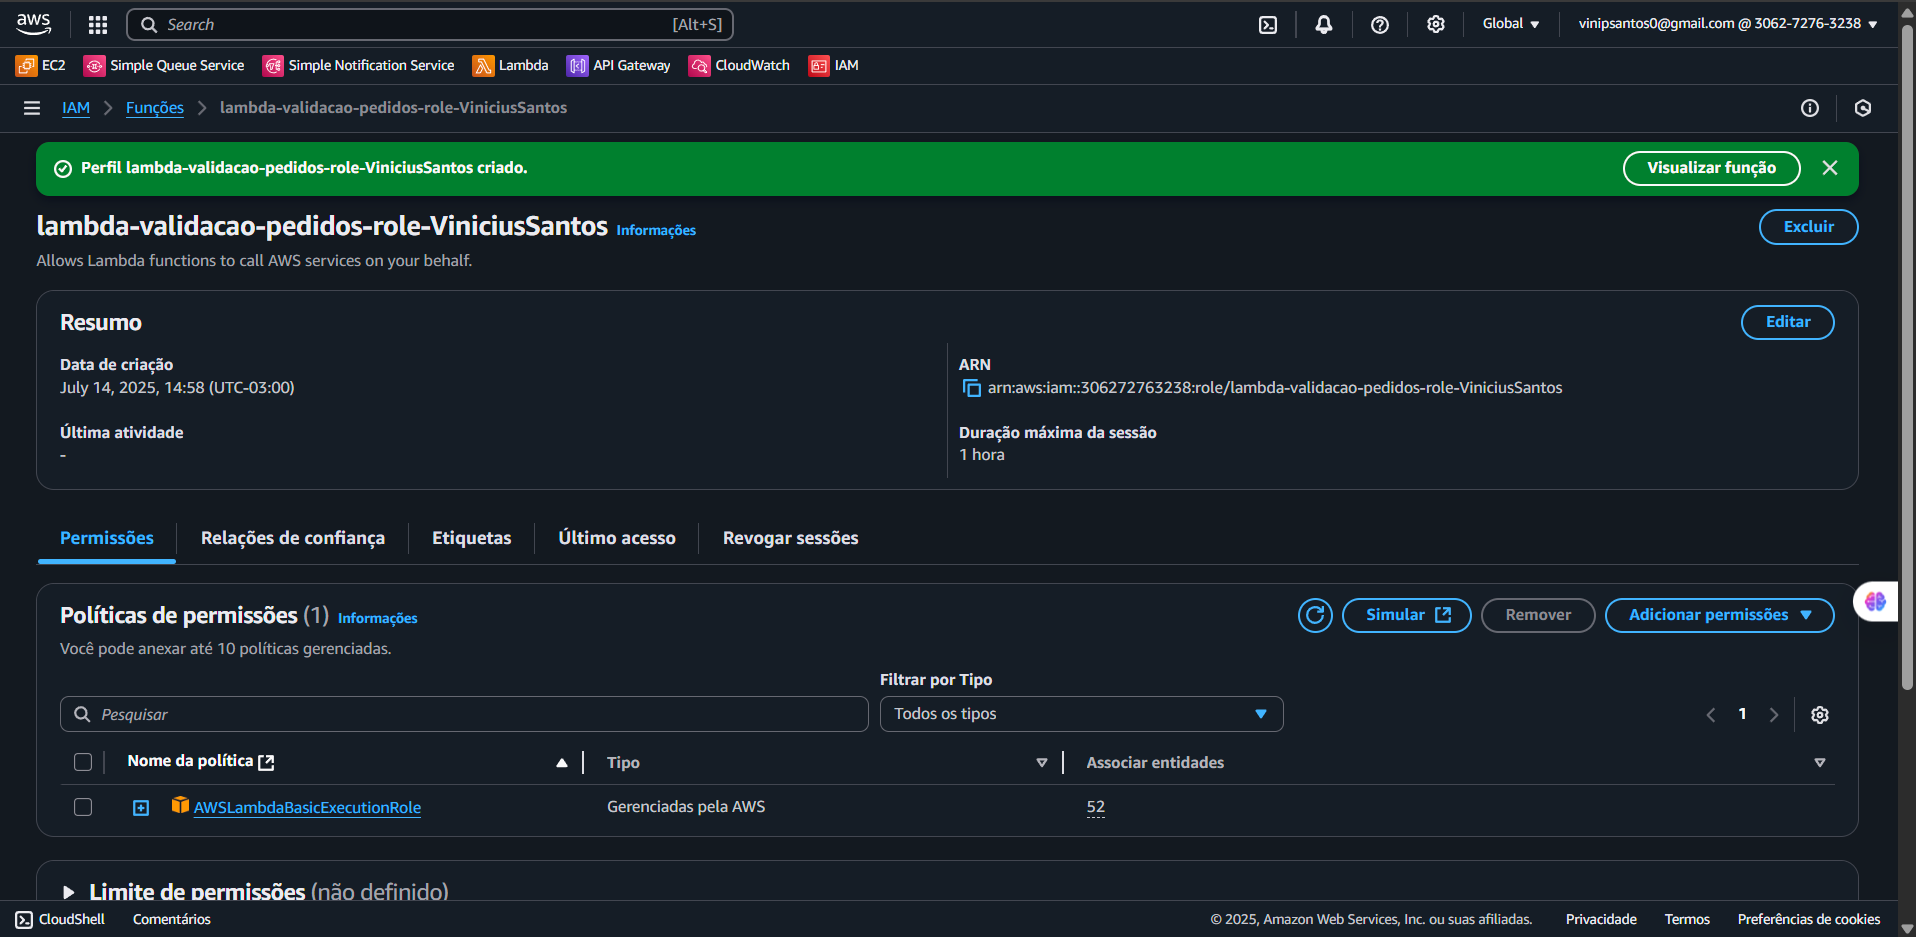 aws
Search [Alt+S] Global vinipsantos0@gmail.com @ 3062-7276-3238
EC2 Simple Queue Service Simple Notification Service Lambda API Gateway CloudWatch IAM
IAM Funções lambda-validacao-pedidos-role-ViniciusSantos
Perfil lambda-validacao-pedidos-role-ViniciusSantos criado. Visualizar função
lambda-validacao-pedidos-role-ViniciusSantos Informações Excluir
Allows Lambda functions to call AWS services on your behalf.
Resumo Editar
Data de criação
July 14, 2025, 14:58 (UTC-03:00)
ARN
arn:aws:iam::306272763238:role/lambda-validacao-pedidos-role-ViniciusSantos
Última atividade
-
Duração máxima da sessão
1 hora
Permissões Relações de confiança Etiquetas Último acesso Revogar sessões
Políticas de permissões (1) Informações Simular Remover Adicionar permissões
Você pode anexar até 10 políticas gerenciadas.
Filtrar por Tipo
Pesquisar Todos os tipos 1
Nome da política Tipo Associar entidades
AWSLambdaBasicExecutionRole Gerenciadas pela AWS 52
Limite de permissões (não definido)
CloudShell Comentários © 2025, Amazon Web Services, Inc. ou suas afiliadas. Privacidade Termos Preferências de cookies